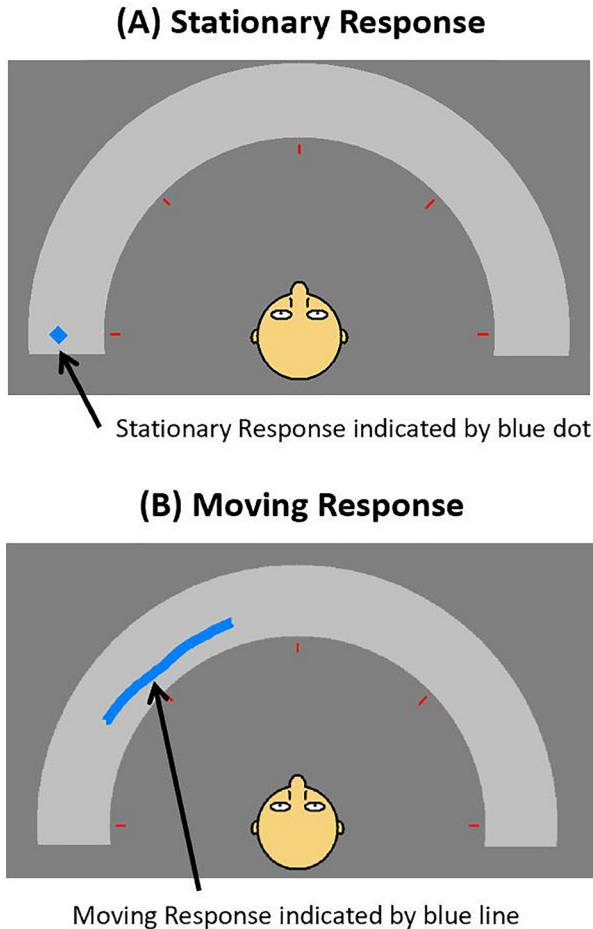 (A) Stationary Response
Stationary Response indicated by blue dot
(B) Moving Response
Moving Response indicated by blue line